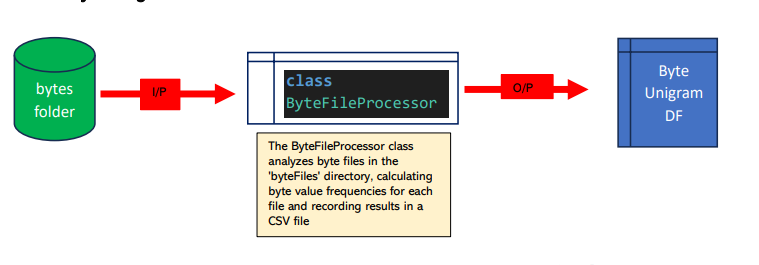 bytes
folder
I/P
class
ByteFileProcessor
O/P
Byte
Unigram
DF
The ByteFileProcessor class
analyzes byte files in the
'byteFiles' directory, calculating
byte value frequencies for each
file and recording results in a
CSV file